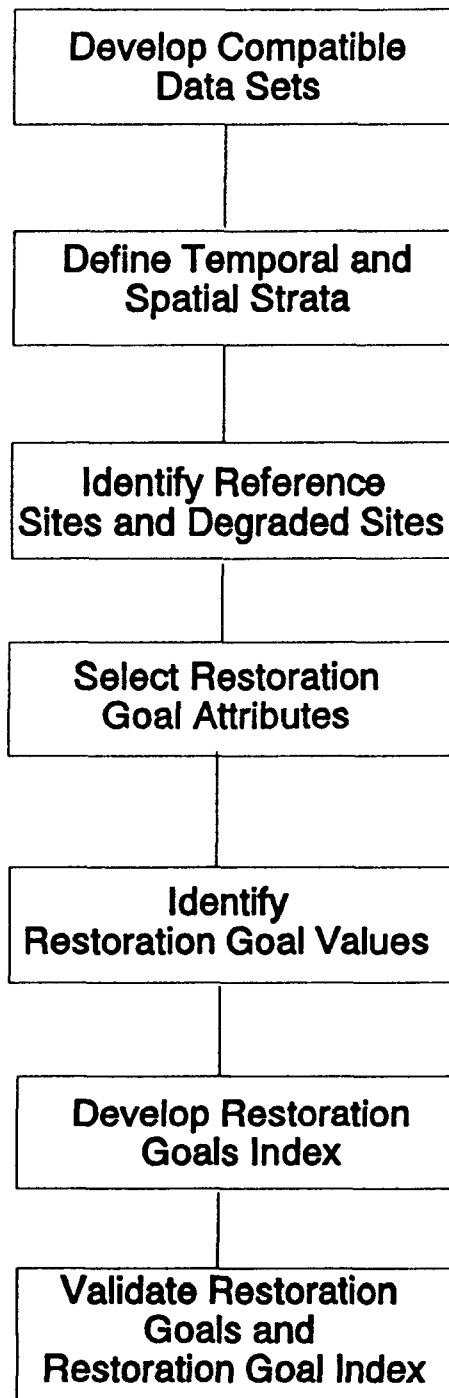 Develop Compatible
Data Sets
Define Temporal and
Spatial Strata
Identify Reference
Sites and Degraded Sites
Select Restoration
Goal Attributes
Identify
Restoration Goal Values
Develop Restoration
Goals Index
Validate Restoration
Goals and
Restoration Goal Index